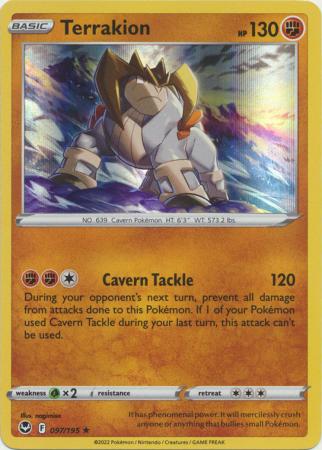 BASIC
Terrakion
HP 130
NO. 639 Cavern Pokémon HT: 6'3" WT: 573.2 lbs.
Cavern Tackle 120
During your opponent's next turn, prevent all damage
from attacks done to this Pokémon. If 1 of your Pokémon
used Cavern Tackle during your last turn, this attack can't
be used.
weakness ×2 resistance retreat
Illus. nagimiso
F 097/195 ★
It has phenomenal power. It will mercilessly crush
anyone or anything that bullies small Pokémon.
©2022 Pokémon / Nintendo / Creatures / GAME FREAK